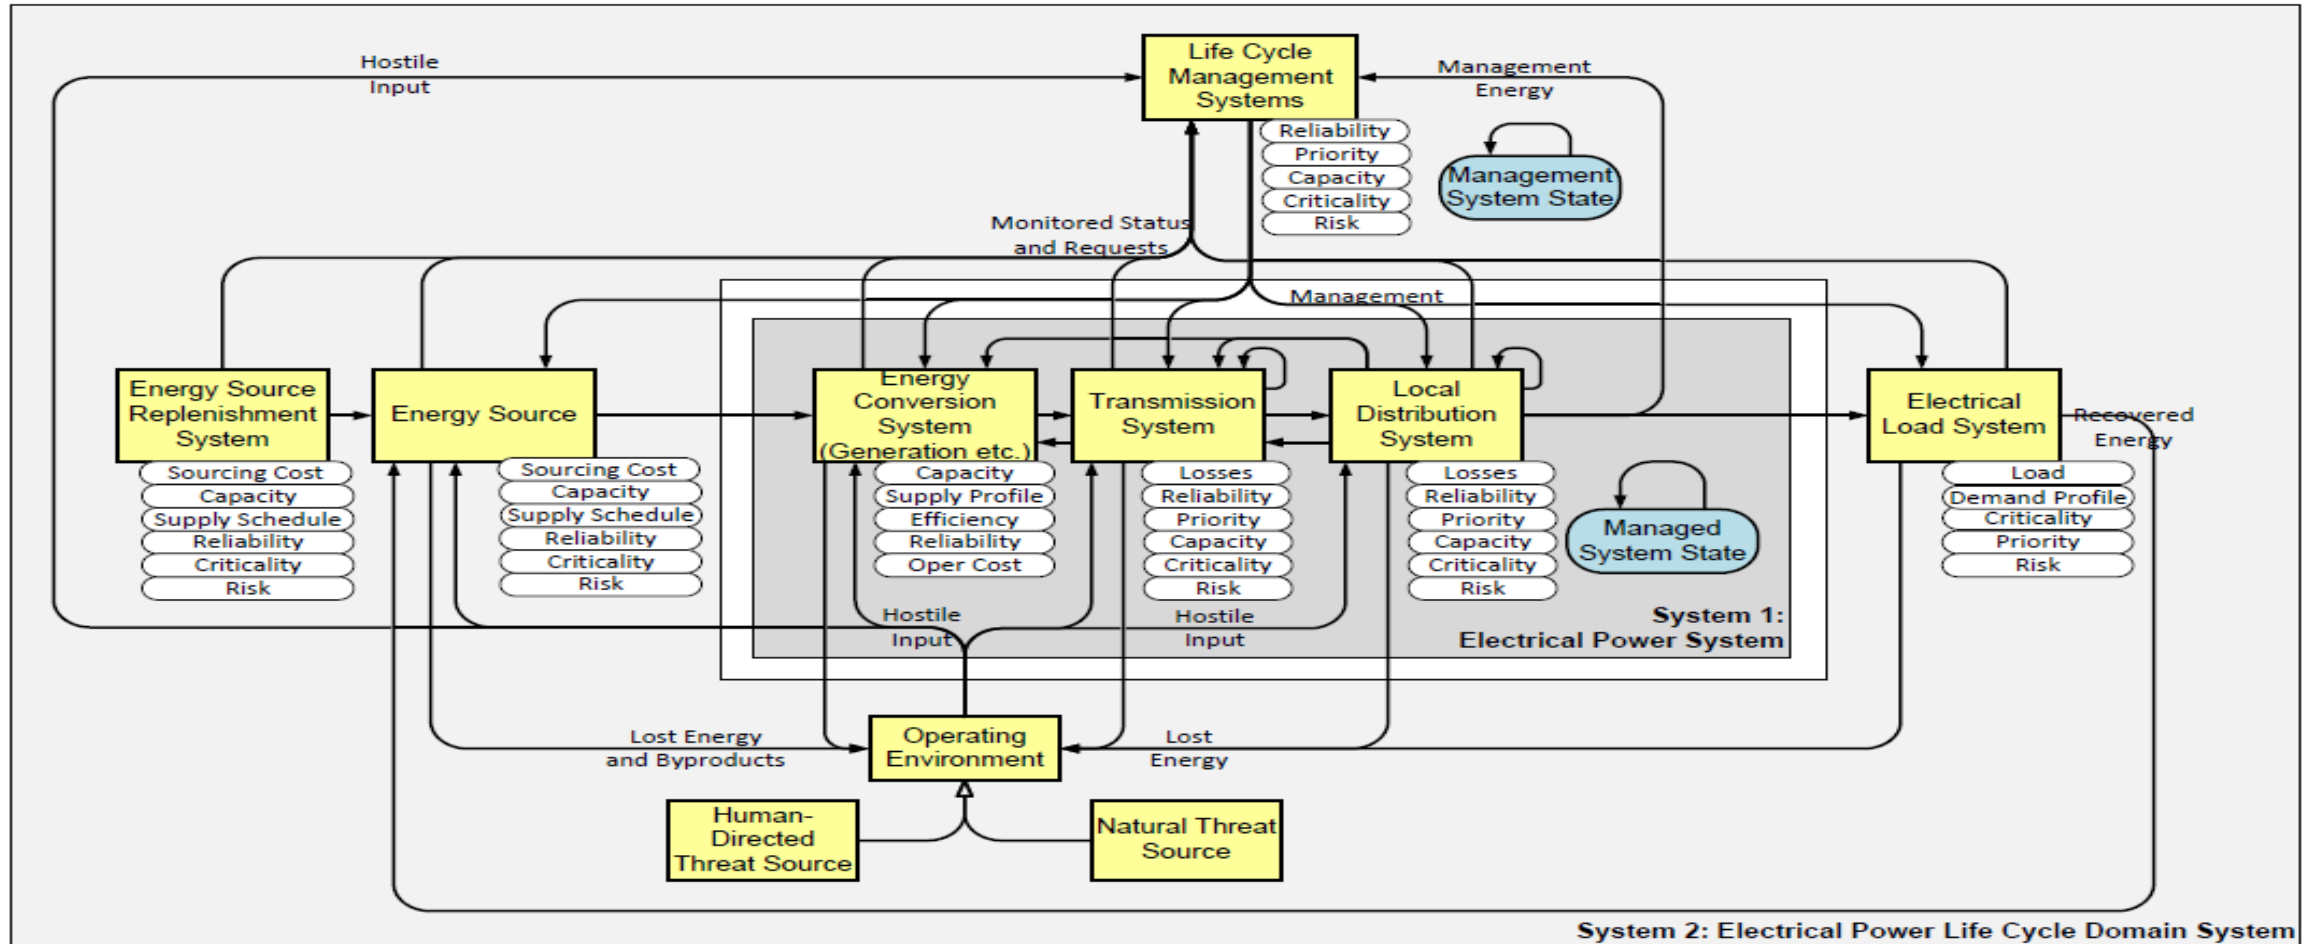 Life Cycle
Management
Systems
Hostile
Input
Management
Energy
Reliability
Priority
Capacity
Criticality
Risk
Management
System State
Monitored Status
and Requests
Management
Energy Source
Replenishment
System
Energy Source
Energy
Conversion
System
(Generation etc.)
Transmission
System
Local
Distribution
System
Electrical
Load System
Recovered
Energy
Sourcing Cost
Capacity
Supply Schedule
Reliability
Criticality
Risk
Sourcing Cost
Capacity
Supply Schedule
Reliability
Criticality
Risk
Capacity
Supply Profile
Efficiency
Reliability
Oper Cost
Losses
Reliability
Priority
Capacity
Criticality
Risk
Losses
Reliability
Priority
Capacity
Criticality
Risk
Managed
System State
Load
Demand Profile
Criticality
Priority
Risk
Hostile
Input
Hostile
Input
System 1:
Electrical Power System
Lost Energy
and Byproducts
Operating
Environment
Lost
Energy
Human-
Directed
Threat Source
Natural Threat
Source
System 2: Electrical Power Life Cycle Domain System